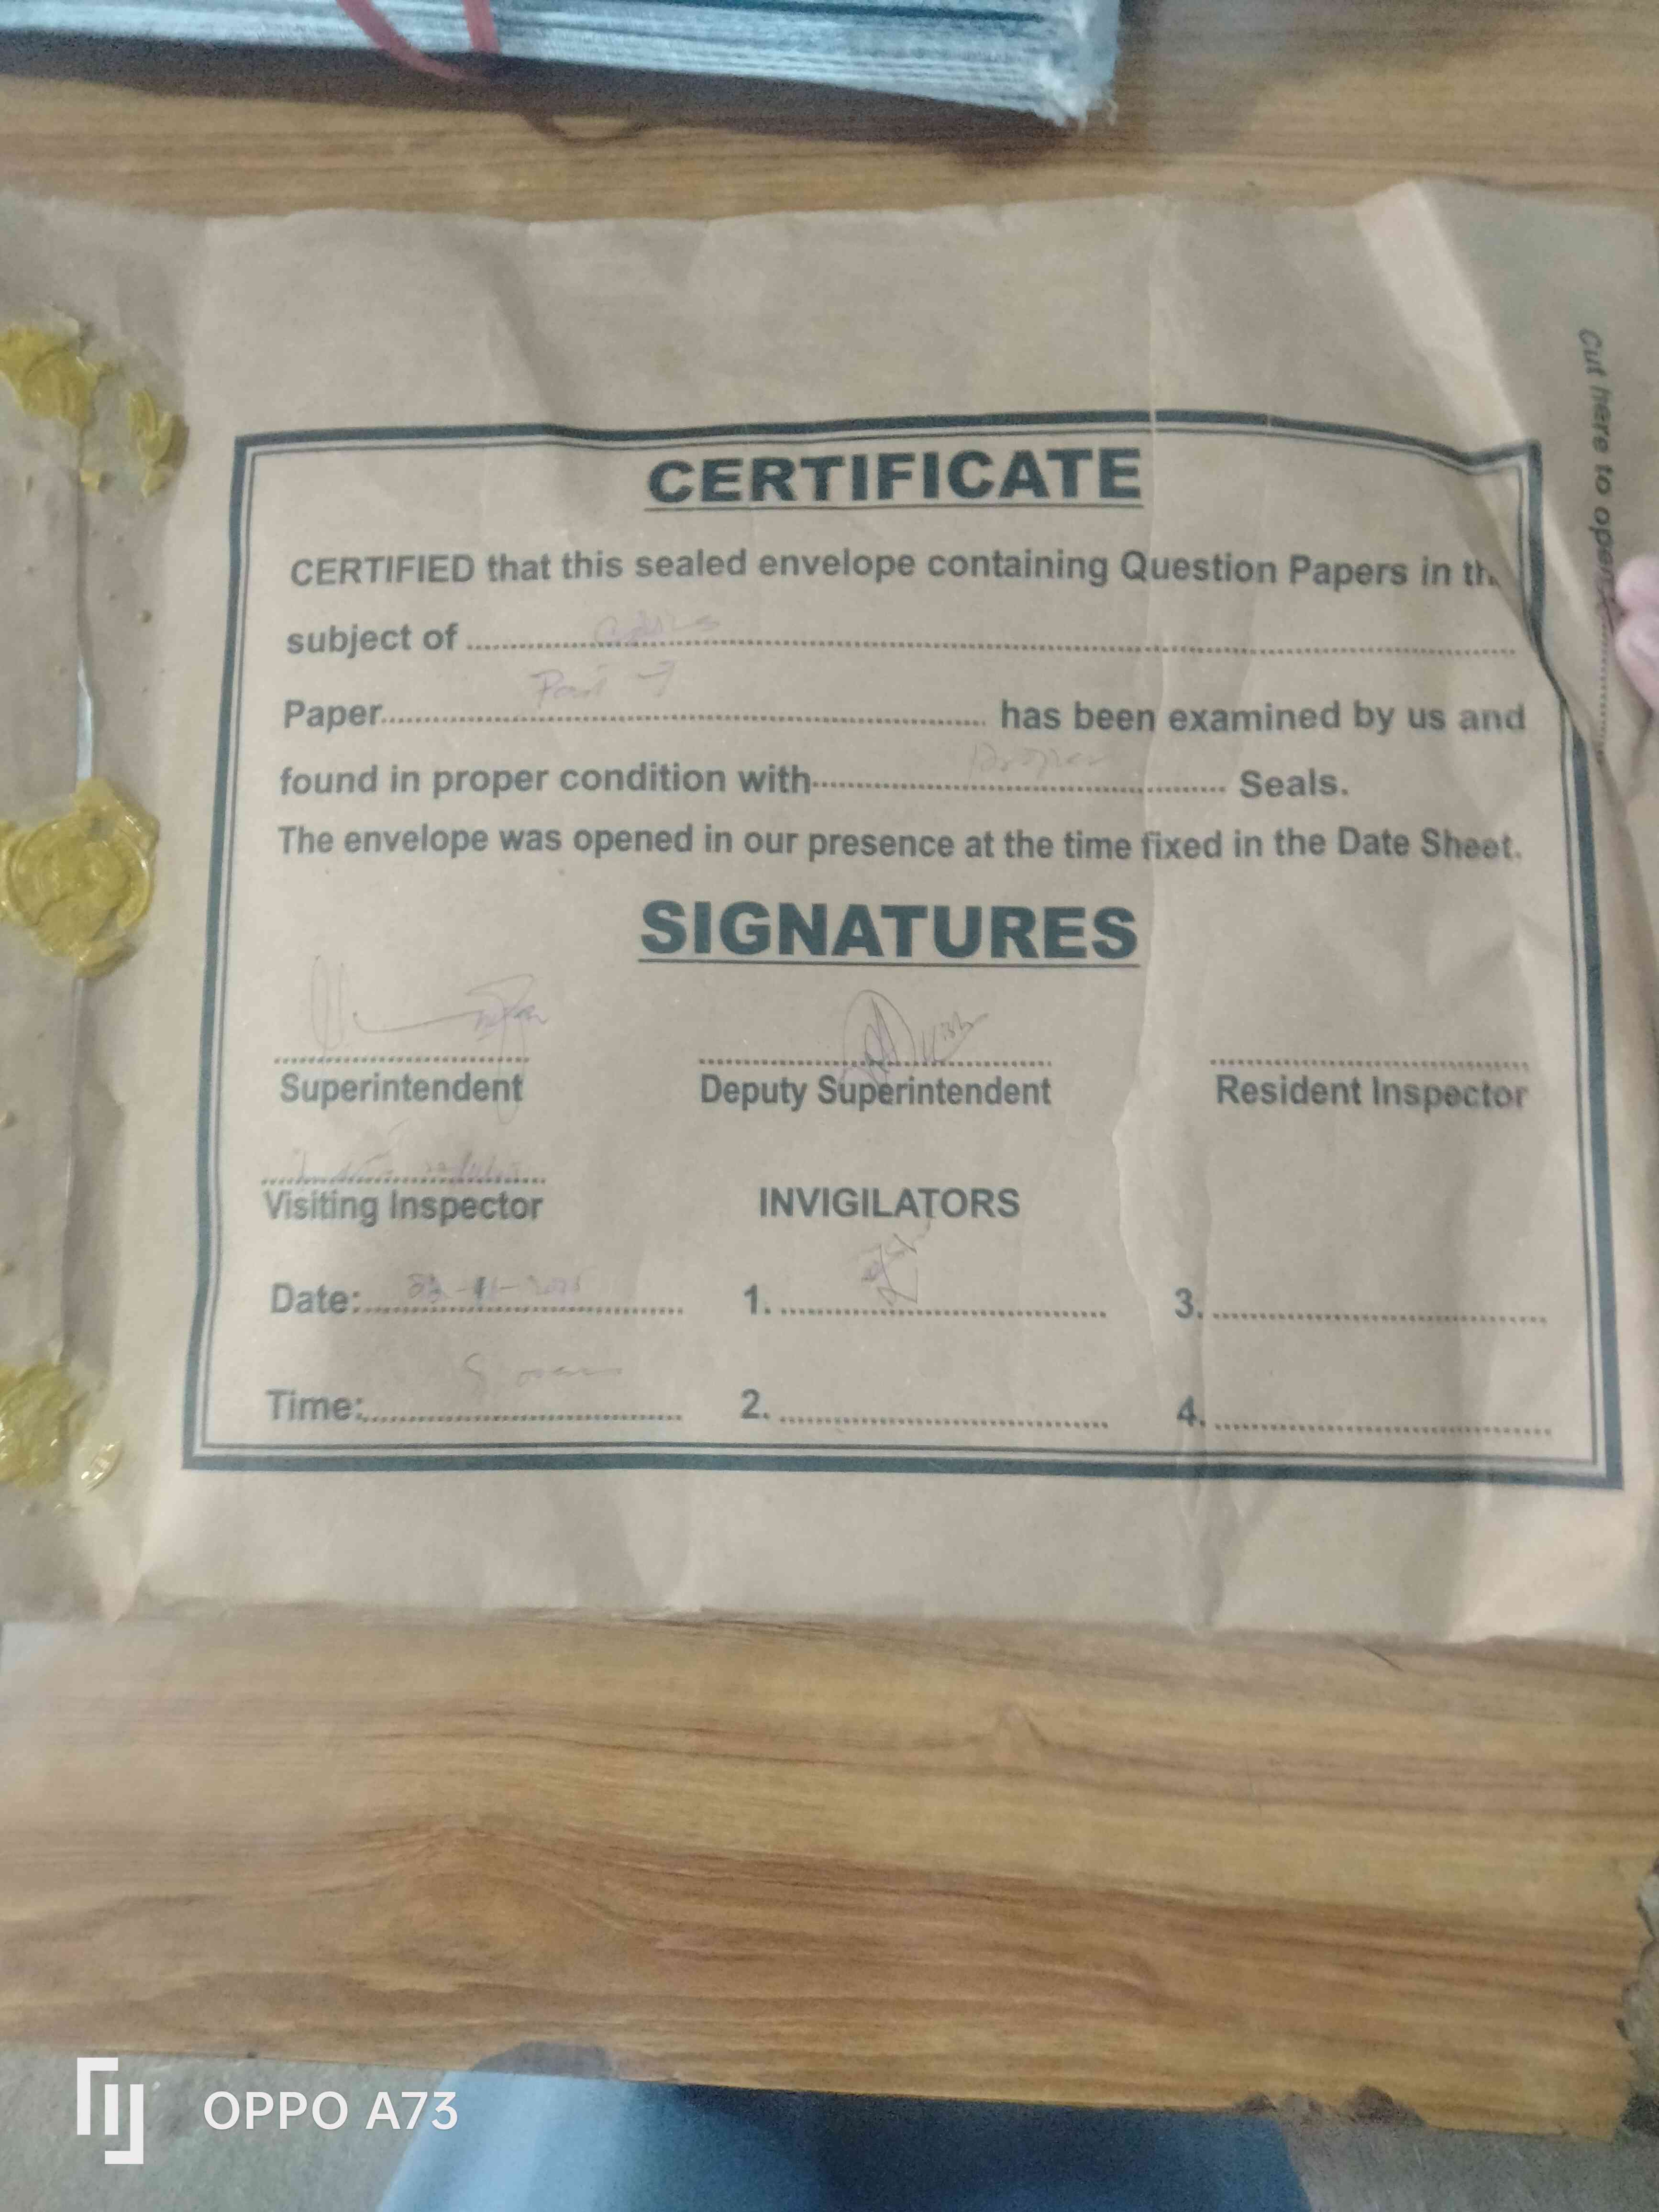 Cut here to open
CERTIFICATE
CERTIFIED that this sealed envelope containing Question Papers in th
subject of
Paper Part - I has been examined by us and
found in proper condition with Proper Seals.
The envelope was opened in our presence at the time fixed in the Date Sheet.
SIGNATURES
Superintendent Deputy Superintendent Resident Inspector
Visiting Inspector INVIGILATORS
Date: 1. 3.
Time: 2. 4.
OPPO A73